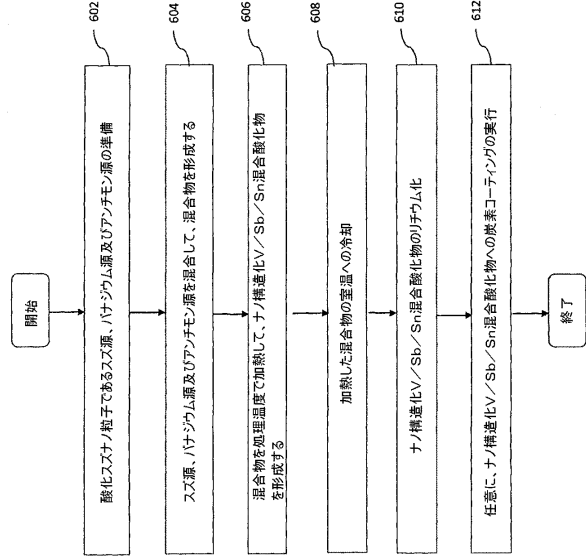 開始
602
酸化スズナノ粒子であるスズ源、バナジウム源及びアンチモン源の準備
604
スズ源、バナジウム源及びアンチモン源を混合して、混合物を形成する
606
混合物を処理温度で加熱して、ナノ構造化V/Sb/Sn混合酸化物
を形成する
608
加熱した混合物の室温への冷却
610
ナノ構造化V/Sb/Sn混合酸化物のリチウム化
612
任意に、ナノ構造化V/Sb/Sn混合酸化物への炭素コーティングの実行
終了